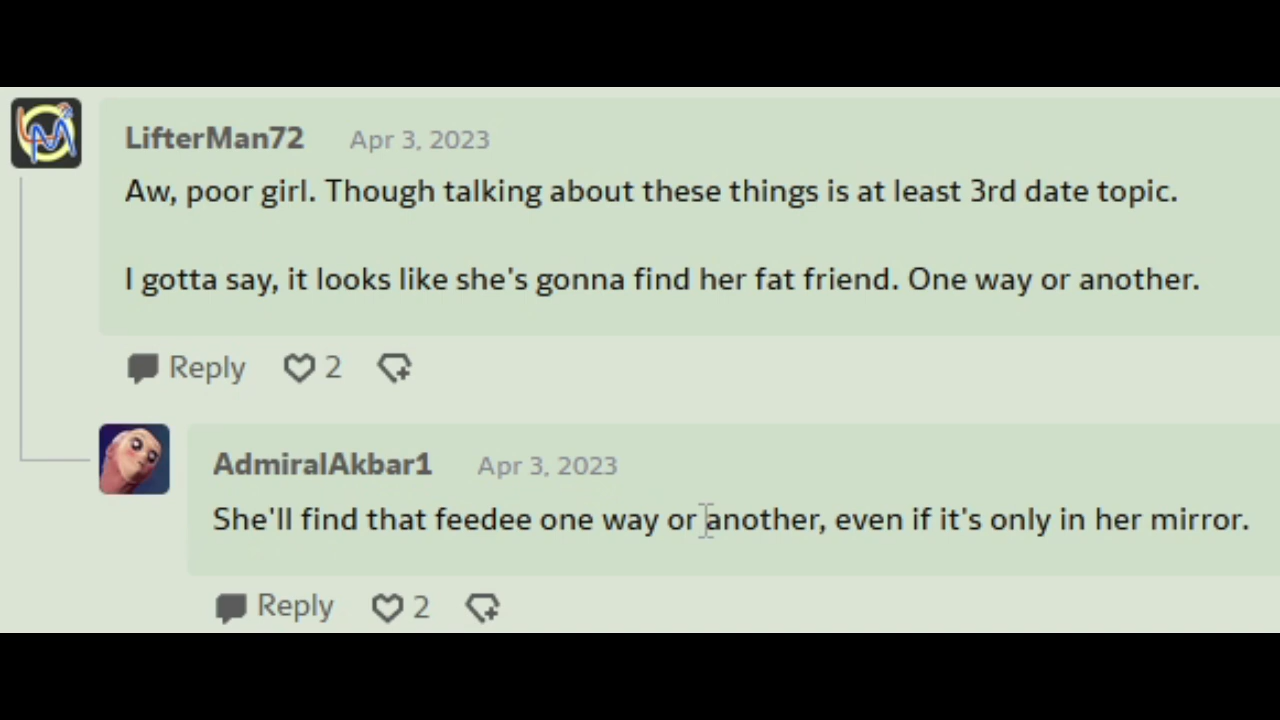 LifterMan72 Apr 3, 2023
Aw, poor girl. Though talking about these things is at least 3rd date topic.
I gotta say, it looks like she's gonna find her fat friend. One way or another.
Reply 2
AdmiralAkbar1 Apr 3, 2023
She'll find that feedee one way or another, even if it's only in her mirror.
Reply 2